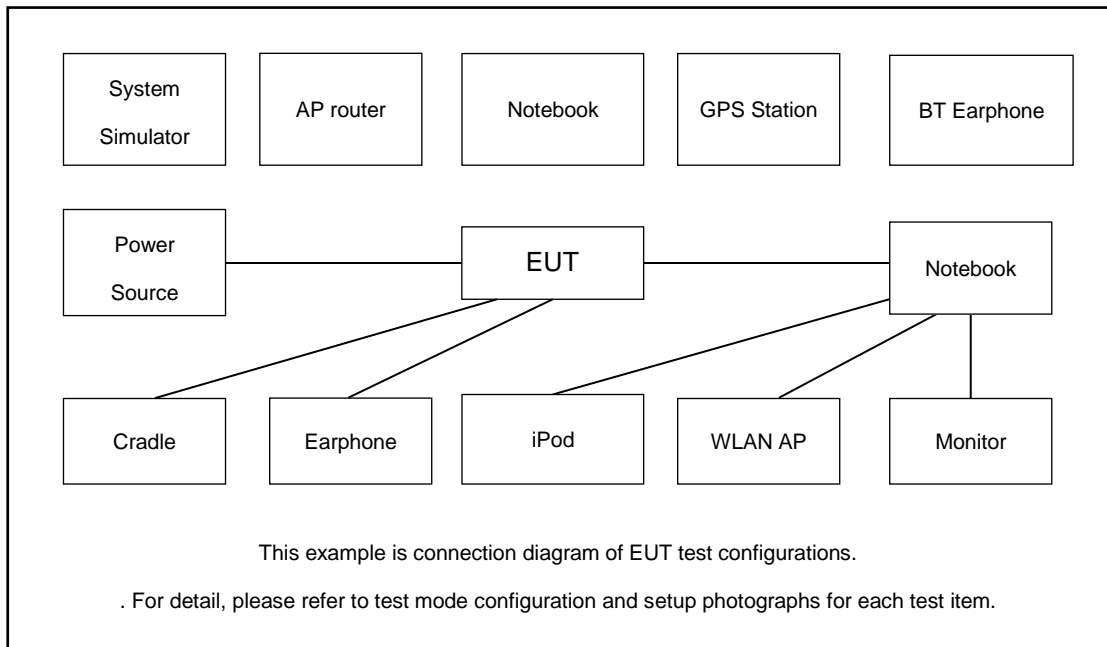 System
Simulator
AP router
Notebook
GPS Station
BT Earphone
Power
Source
EUT
Notebook
Cradle
Earphone
iPod
WLAN AP
Monitor
This example is connection diagram of EUT test configurations.
. For detail, please refer to test mode configuration and setup photographs for each test item.